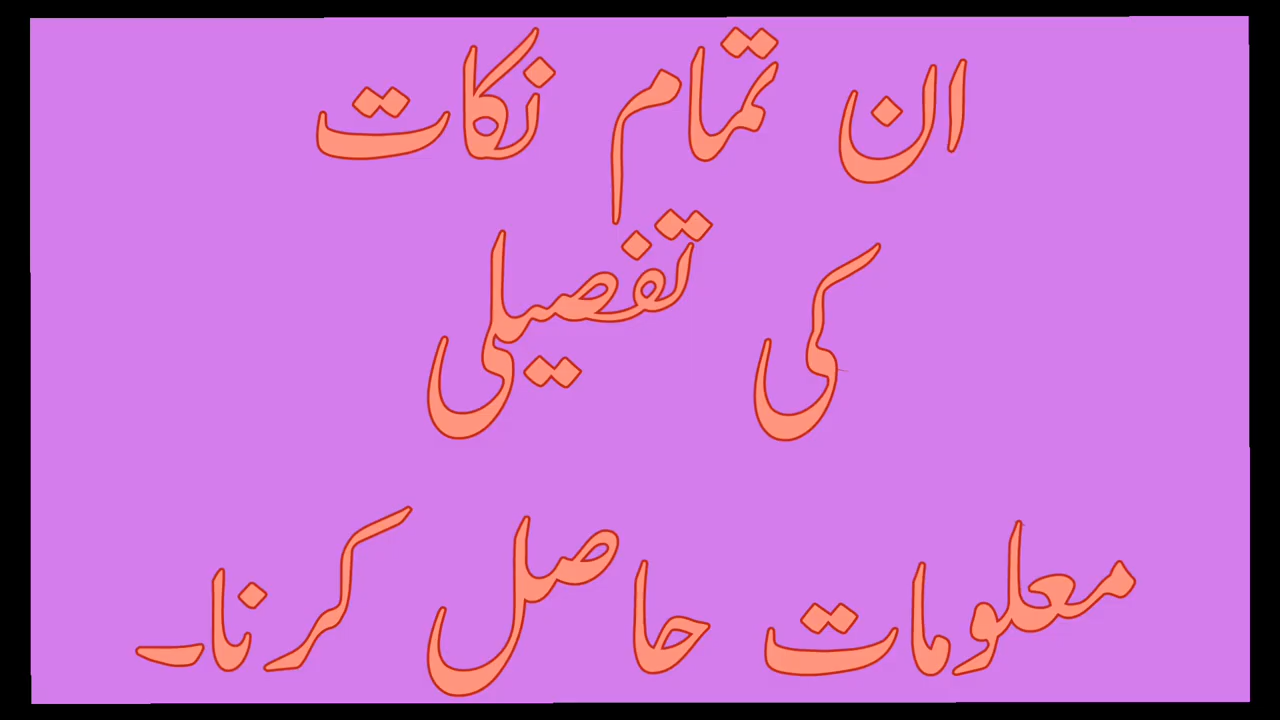 ان تمام نکات
کی تفصیلی
معلومات حاصل کرنا۔